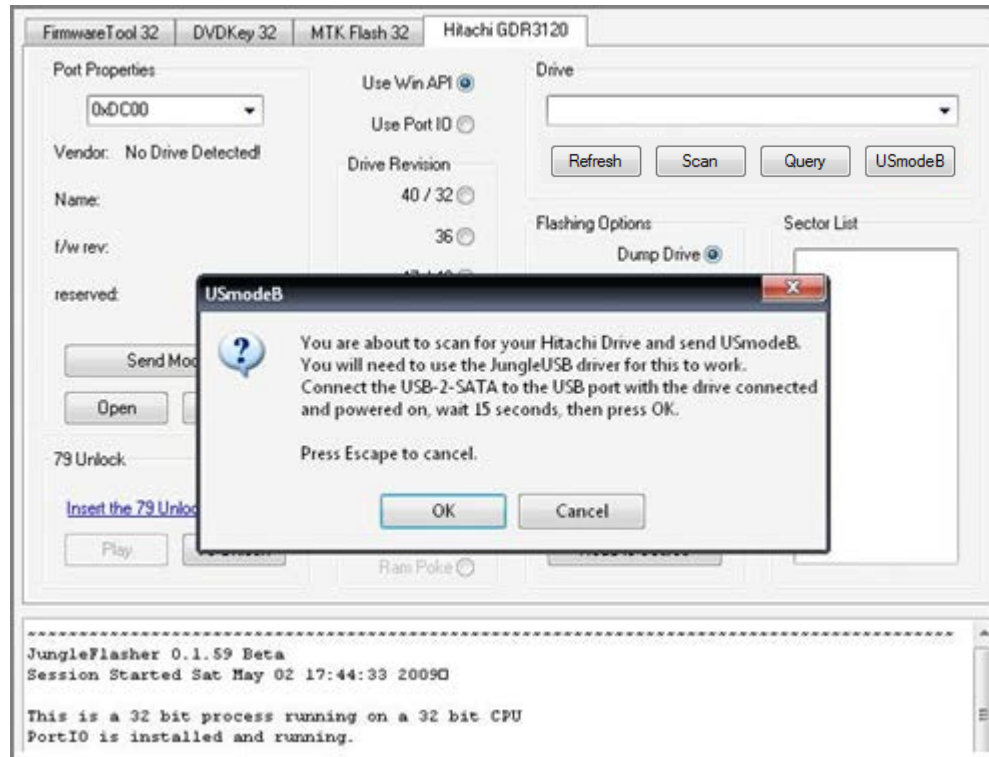 FirmwareTool 32 DVDKey 32 MTK Flash 32 Hitachi GDR3120
Port Properties
0xDC00
Vendor: No Drive Detected!
Name:
f/w rev:
reserved:
Send Mod
Open
79 Unlock
Insert the 79 Unloc
Play
Use Win API
Use Port IO
Drive Revision
40 / 32
36
Ram Poke
Drive
Refresh Scan Query USmodeB
Flashing Options
Dump Drive
Sector List
USmodeB
You are about to scan for your Hitachi Drive and send USmodeB.
You will need to use the JungleUSB driver for this to work.
Connect the USB-2-SATA to the USB port with the drive connected
and powered on, wait 15 seconds, then press OK.
Press Escape to cancel.
OK Cancel
~~~~~~~~~~~~~~~~~~~~~~~~~~~~~~~~~~~~~~~~~~~~~~~~~~~~~~~~~~~~~~~~~~~~~~~~
JungleFlasher 0.1.59 Beta
Session Started Sat May 02 17:44:33 2009
This is a 32 bit process running on a 32 bit CPU
PortIO is installed and running.